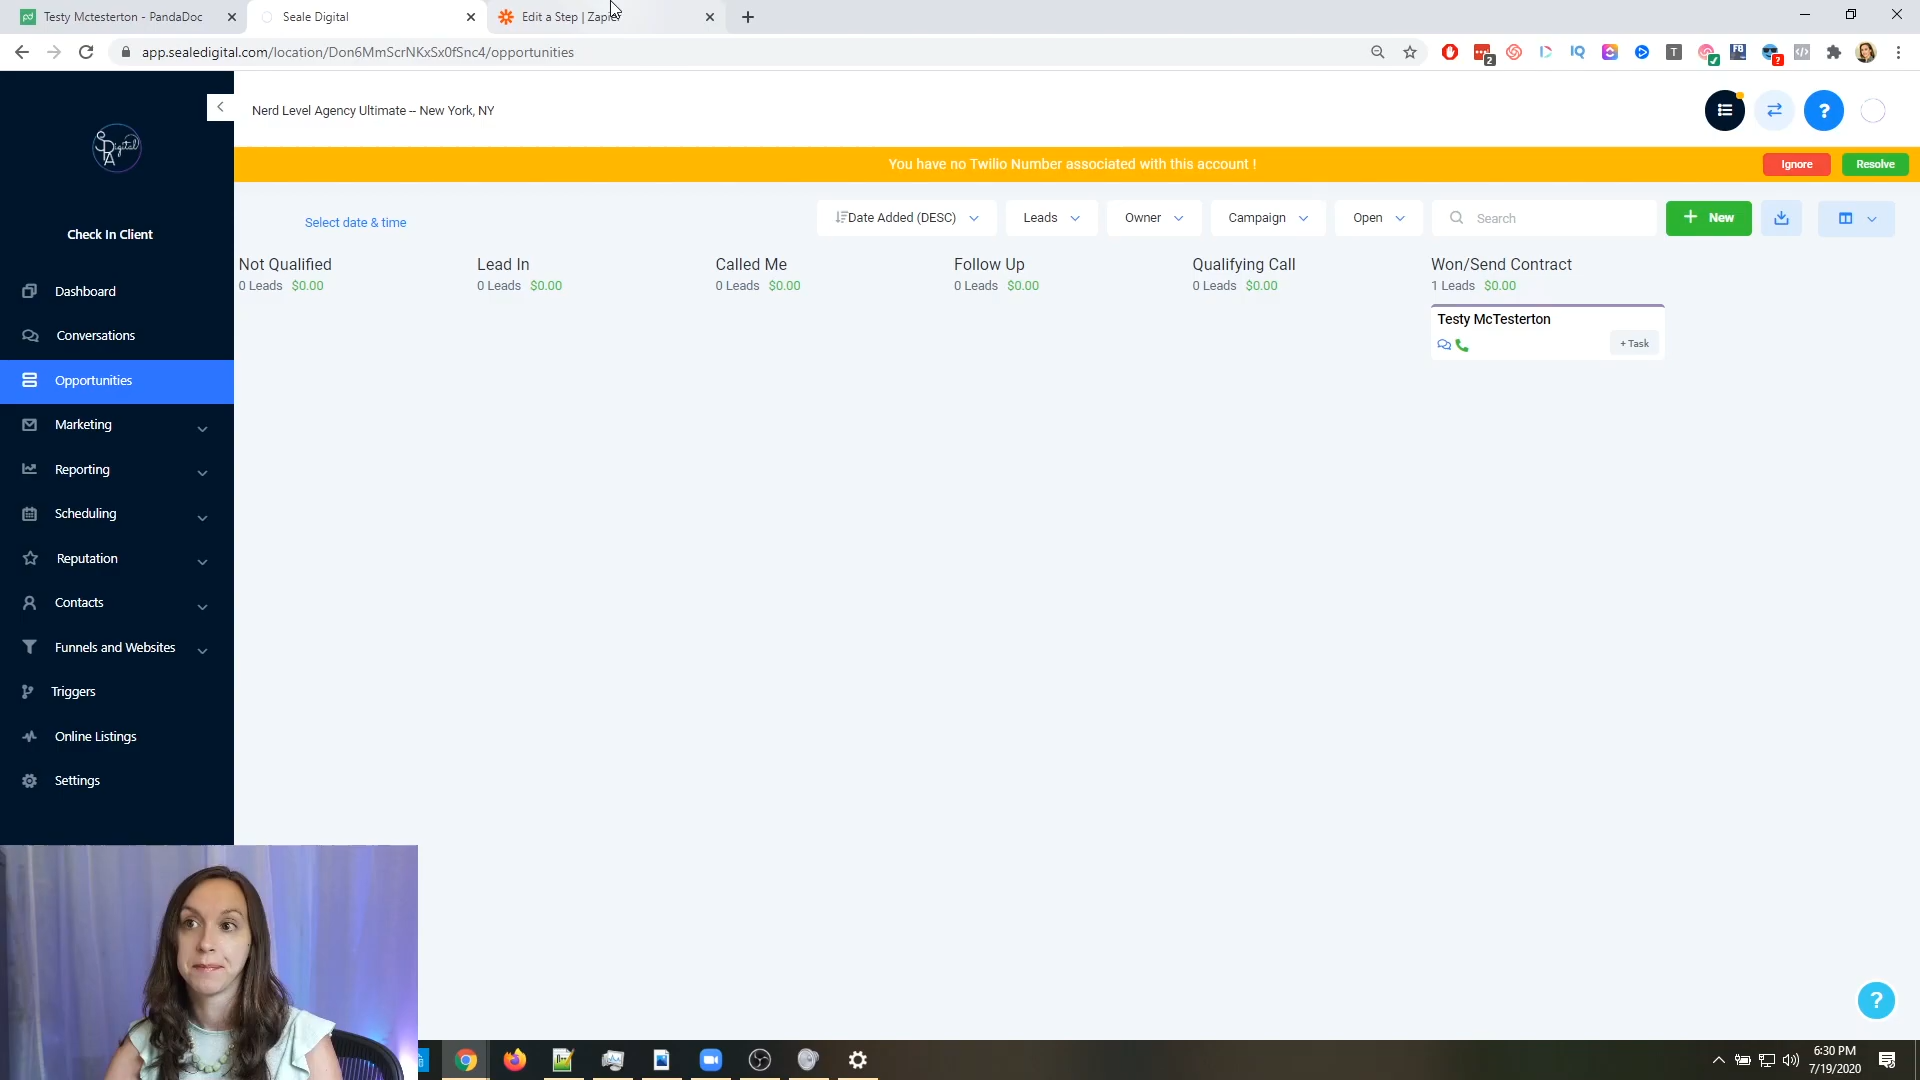 Testy Mctesterton - PandaDoc
Seale Digital
Edit a Step | Zapier
app.sealedigital.com/location/Don6MmScrNKxSx0fSnc4/opportunities
Nerd Level Agency Ultimate -- New York, NY
You have no Twilio Number associated with this account !
Ignore
Resolve
Select date & time
Date Added (DESC)
Leads
Owner
Campaign
Open
Search
New
Not Qualified
0 Leads $0.00
Lead In
0 Leads $0.00
Called Me
0 Leads $0.00
Follow Up
0 Leads $0.00
Qualifying Call
0 Leads $0.00
Won/Send Contract
1 Leads $0.00
Testy McTesterton
+ Task
Digital
Check In Client
Dashboard
Conversations
Opportunities
Marketing
Reporting
Scheduling
Reputation
Contacts
Funnels and Websites
Triggers
Online Listings
Settings
6:30 PM
7/19/2020